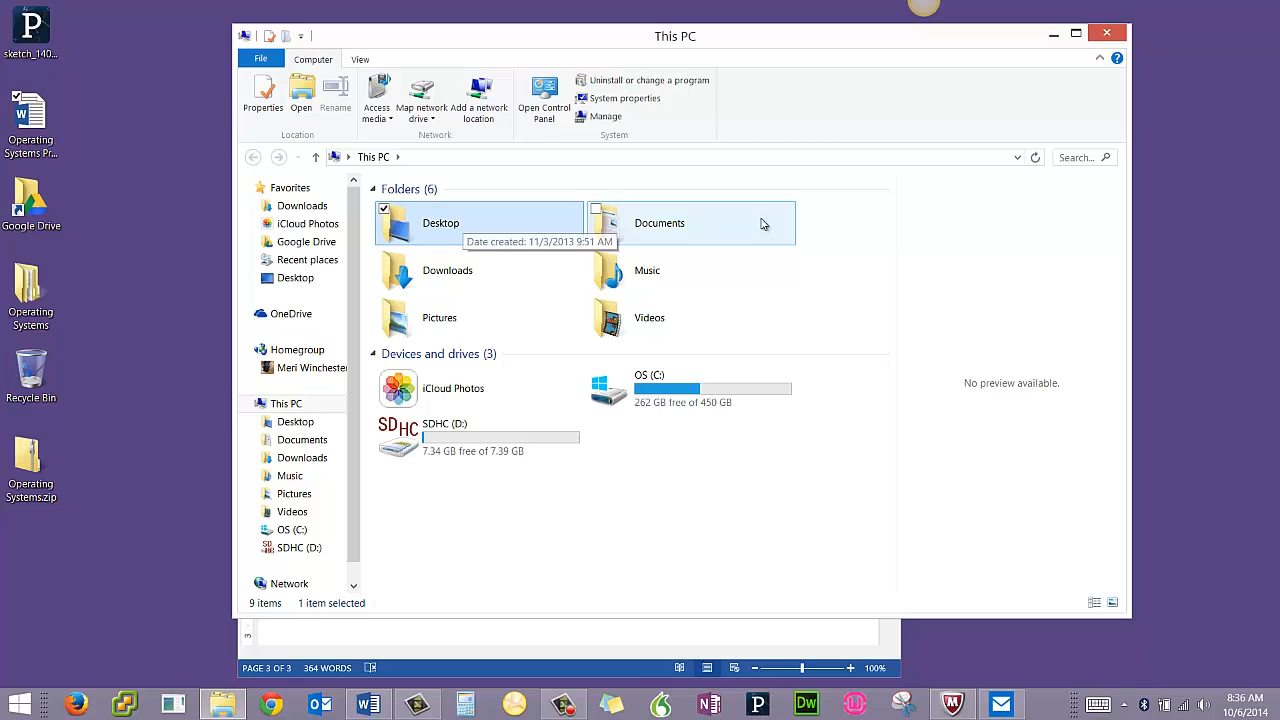 sketch_140...
Operating
Systems Pr...
Google Drive
Operating
Systems
Recycle Bin
Operating
Systems.zip
This PC
File
Computer
View
Properties
Open
Rename
Location
Access
media
Map network
drive
Add a network
location
Network
Open Control
Panel
Uninstall or change a program
System properties
Manage
System
This PC
Search...
Favorites
Downloads
iCloud Photos
Google Drive
Recent places
Desktop
OneDrive
Homegroup
Meri Winchester
This PC
Desktop
Documents
Downloads
Music
Pictures
Videos
OS (C:)
SDHC (D:)
Network
Folders (6)
Desktop
Documents
Date created: 11/3/2013 9:51 AM
Downloads
Music
Pictures
Videos
Devices and drives (3)
iCloud Photos
OS (C:)
262 GB free of 450 GB
SDHC
SDHC (D:)
7.34 GB free of 7.39 GB
No preview available.
9 items
1 item selected
3
PAGE 3 OF 3
364 WORDS
100%
8:36 AM
10/6/2014